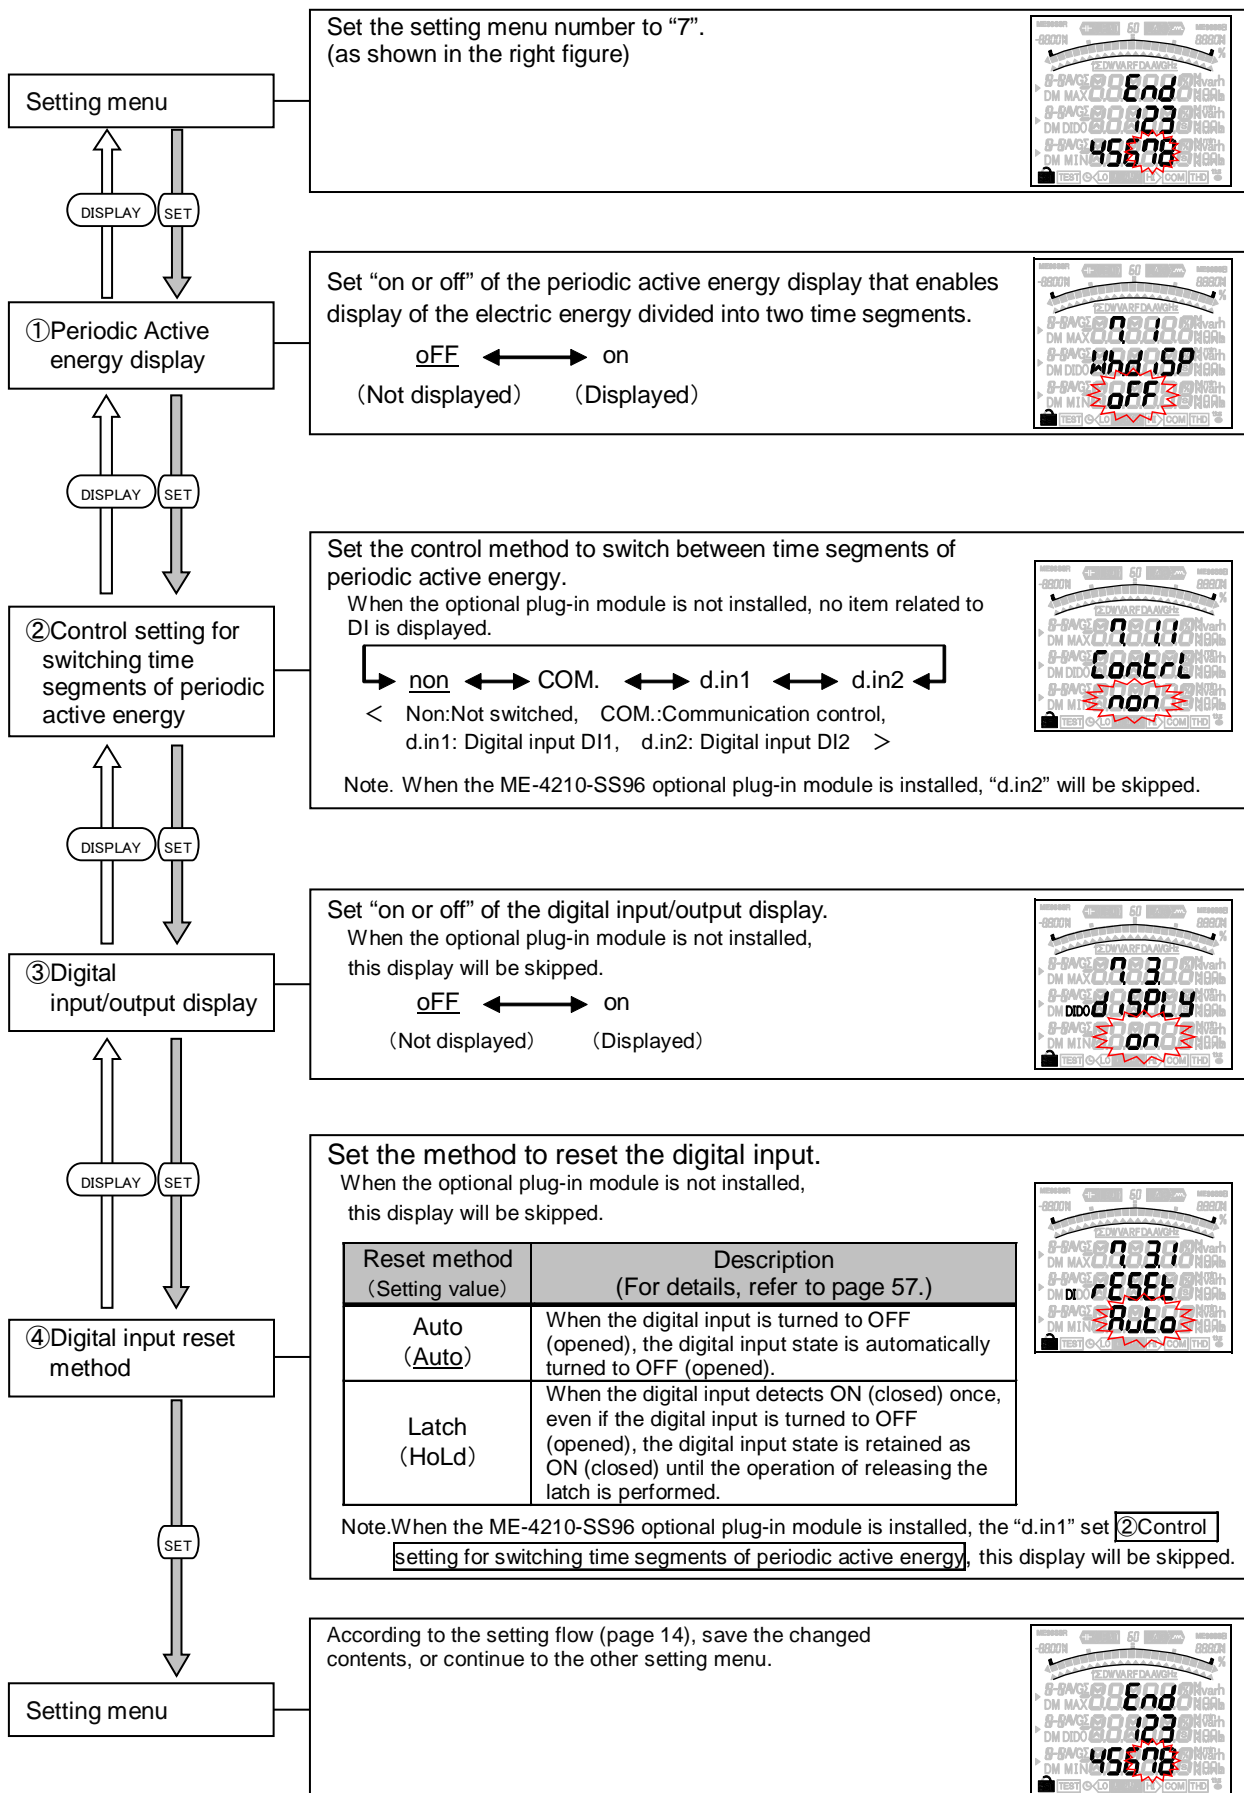 Set the setting menu number to “7”.
(as shown in the right figure)
Setting menu
End
123
45678
DISPLAY SET
Set “on or off” of the periodic active energy display that enables
display of the electric energy divided into two time segments.
①Periodic Active
energy display
oFF on
（Not displayed） （Displayed）
7. 1
WhdiSP
oFF
DISPLAY SET
Set the control method to switch between time segments of
periodic active energy.
When the optional plug-in module is not installed, no item related to
DI is displayed.
②Control setting for
switching time
segments of periodic
active energy
non COM. d.in1 d.in2
＜ Non:Not switched, COM.:Communication control,
d.in1: Digital input DI1, d.in2: Digital input DI2 ＞
Note. When the ME-4210-SS96 optional plug-in module is installed, “d.in2” will be skipped.
7. 1.1
ContrL
non
DISPLAY SET
Set “on or off” of the digital input/output display.
When the optional plug-in module is not installed,
this display will be skipped.
③Digital
input/output display
oFF on
（Not displayed） （Displayed）
7. 3
DIDO diSPLY
on
DISPLAY SET
Set the method to reset the digital input.
When the optional plug-in module is not installed,
this display will be skipped.
Reset method
（Setting value）
Description
(For details, refer to page 57.)
Auto
（Auto）
When the digital input is turned to OFF
(opened), the digital input state is automatically
turned to OFF (opened).
Latch
（HoLd）
When the digital input detects ON (closed) once,
even if the digital input is turned to OFF
(opened), the digital input state is retained as
ON (closed) until the operation of releasing the
latch is performed.
Note.When the ME-4210-SS96 optional plug-in module is installed, the “d.in1” set ②Control
setting for switching time segments of periodic active energy, this display will be skipped.
④Digital input reset
method
7. 3.1
DI rESEt
Auto
SET
According to the setting flow (page 14), save the changed
contents, or continue to the other setting menu.
Setting menu
End
123
45678